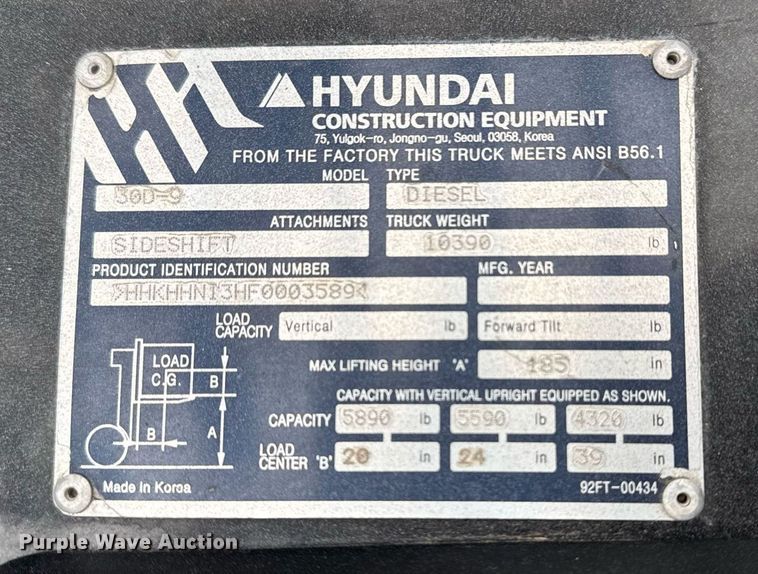 HYUNDAI
CONSTRUCTION EQUIPMENT
75, Yulgok-ro, Jongno-gu, Seoul, 03058, Korea
FROM THE FACTORY THIS TRUCK MEETS ANSI B56.1
MODEL TYPE
30D-9 DIESEL
ATTACHMENTS TRUCK WEIGHT
SIDESHIFT 10390 lb
PRODUCT IDENTIFICATION NUMBER MFG. YEAR
LOAD CAPACITY Vertical lb Forward Tilt lb
MAX LIFTING HEIGHT 'A' 185 in
LOAD
C.G. B
B A
CAPACITY WITH VERTICAL UPRIGHT EQUIPPED AS SHOWN.
CAPACITY 5890 lb 5590 lb 4320 lb
LOAD CENTER 'B' 20 in 24 in 39 in
Made in Korea 92FT-00434
Purple Wave Auction